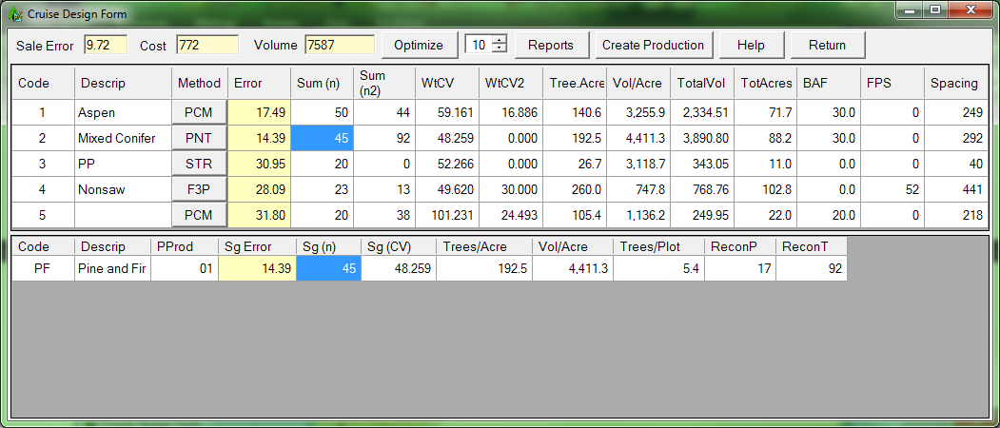 Cruise Design Form
Sale Error 9.72 Cost 772 Volume 7587 Optimize 10 Reports Create Production Help Return
Code Descrip Method Error Sum (n) Sum (n2) WtCV WtCV2 Tree.Acre Vol/Acre TotalVol TotAcres BAF FPS Spacing
1 Aspen PCM 17.49 50 44 59.161 16.886 140.6 3,255.9 2,334.51 71.7 30.0 0 249
2 Mixed Conifer PNT 14.39 45 92 48.259 0.000 192.5 4,411.3 3,890.80 88.2 30.0 0 292
3 PP STR 30.95 20 0 52.266 0.000 26.7 3,118.7 343.05 11.0 0.0 0 40
4 Nonsaw F3P 28.09 23 13 49.620 30.000 260.0 747.8 768.76 102.8 0.0 52 441
5 PCM 31.80 20 38 101.231 24.493 105.4 1,136.2 249.95 22.0 20.0 0 218
Code Descrip PProd Sg Error Sg (n) Sg (CV) Trees/Acre Vol/Acre Trees/Plot ReconP ReconT
PF Pine and Fir 01 14.39 45 48.259 192.5 4,411.3 5.4 17 92